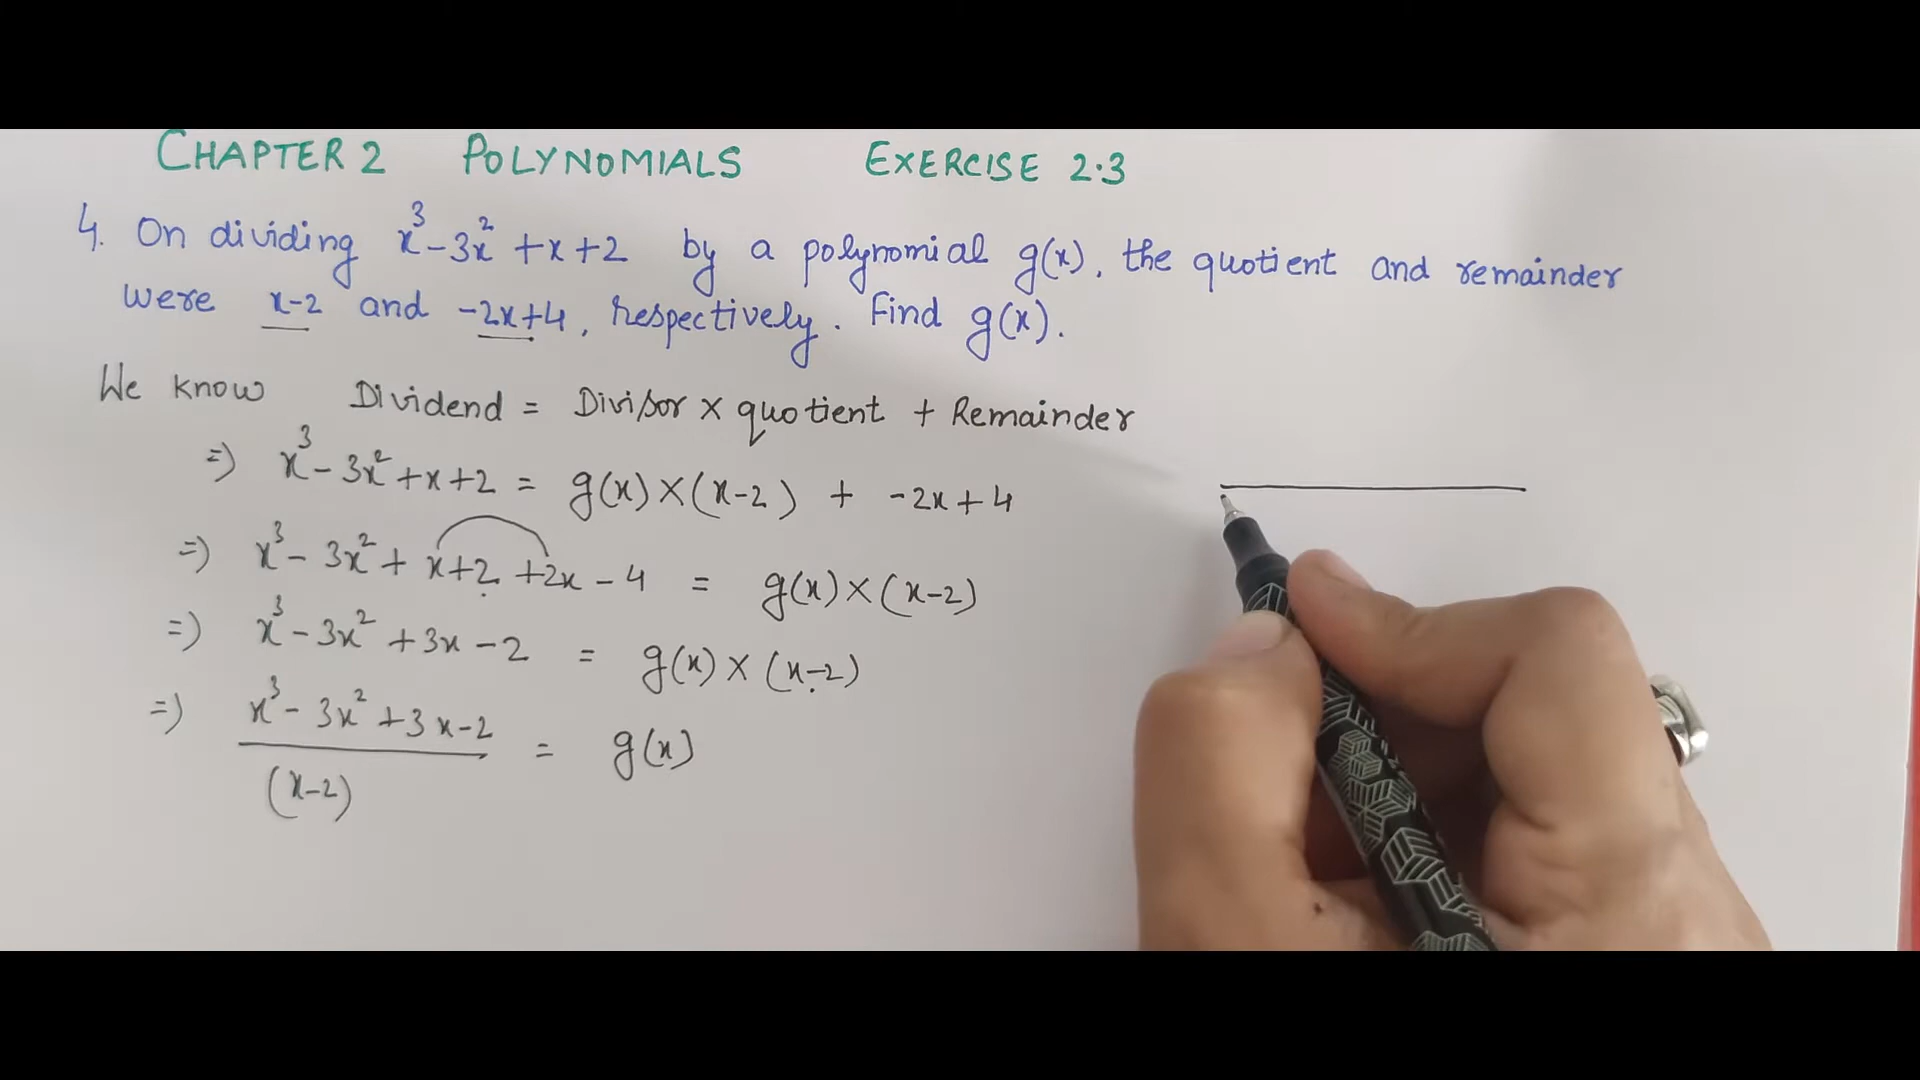 CHAPTER 2 POLYNOMIALS EXERCISE 2.3
4. On dividing x³-3x²+x+2 by a polynomial g(x), the quotient and remainder
were x-2 and -2x+4, respectively. Find g(x).
We know Dividend = Divisor × quotient + Remainder
=) x³-3x²+x+2 = g(x)×(x-2) + -2x+4
=) x³-3x²+x+2+2x-4 = g(x)×(x-2)
=) x³-3x²+3x-2 = g(x)×(x-2)
=) x³-3x²+3x-2 = g(x)
(x-2)